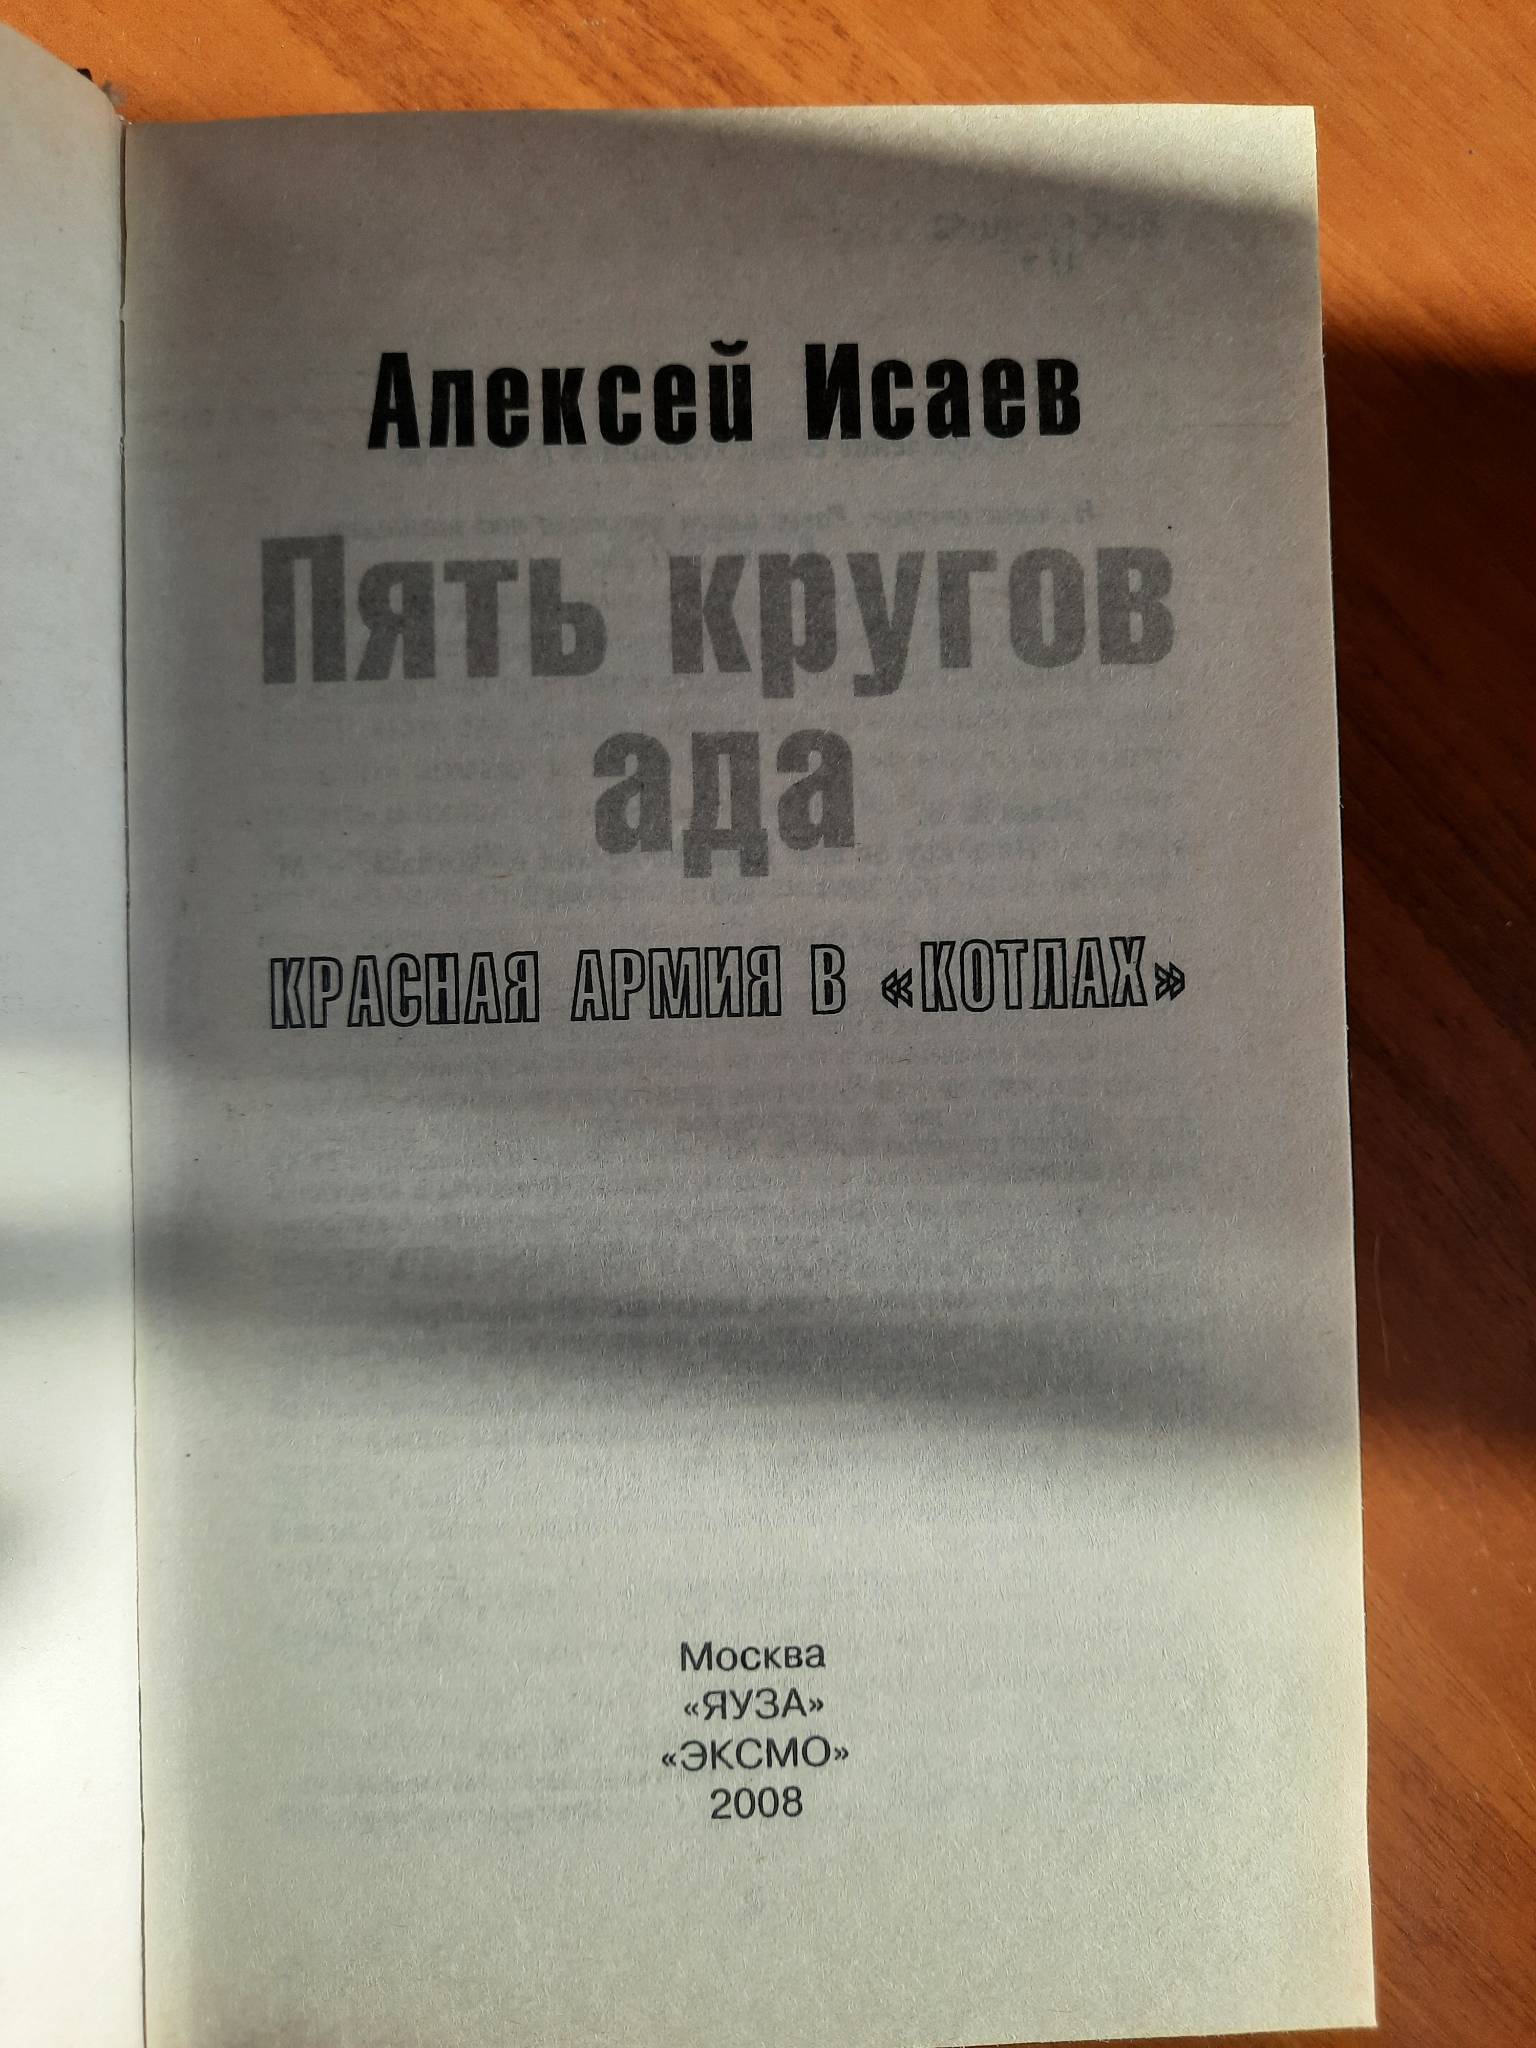 Алексей Исаев
Пять кругов
ада
КРАСНАЯ АРМИЯ В «КОТЛАХ»
Москва
«ЯУЗА»
«ЭКСМО»
2008